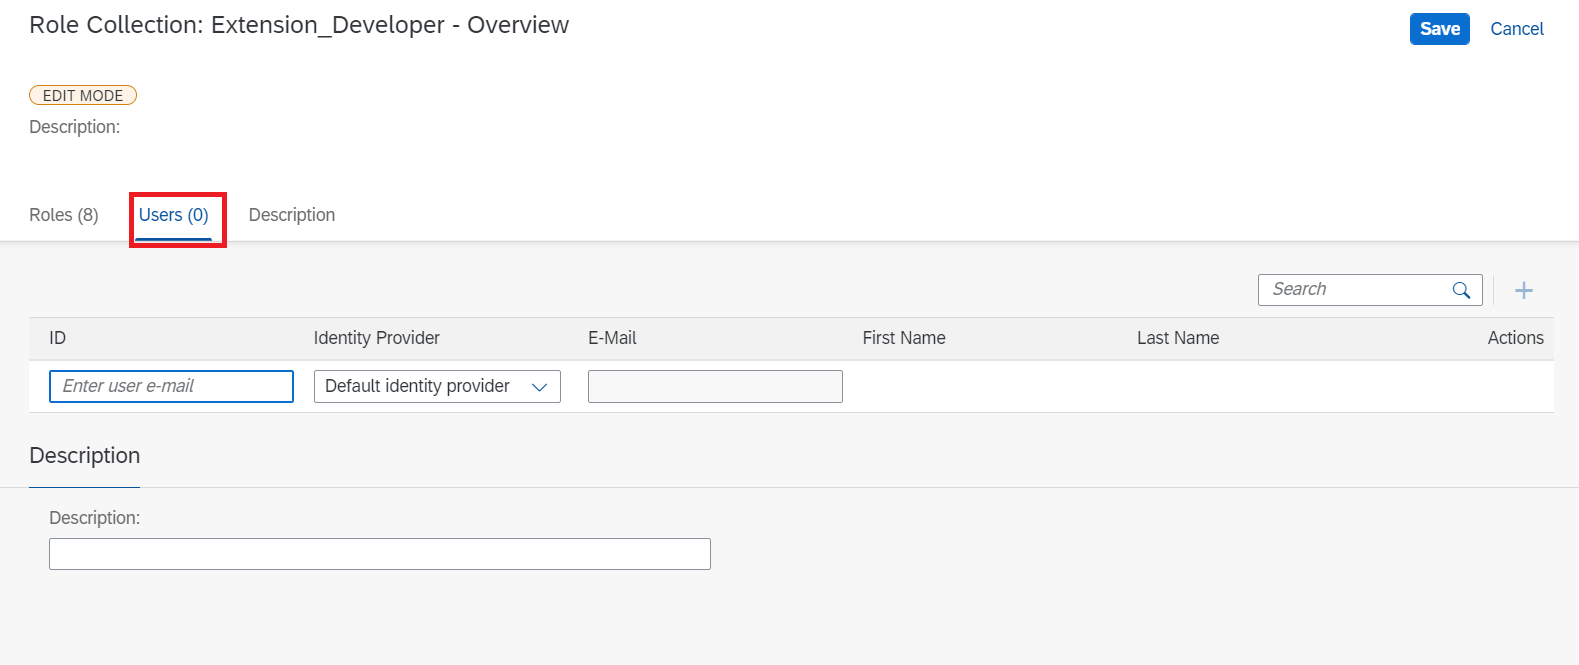 Role Collection: Extension_Developer - Overview
Save Cancel
EDIT MODE
Description:
Roles (8) Users (0) Description
Search
ID Identity Provider E-Mail First Name Last Name Actions
Enter user e-mail Default identity provider
Description
Description: